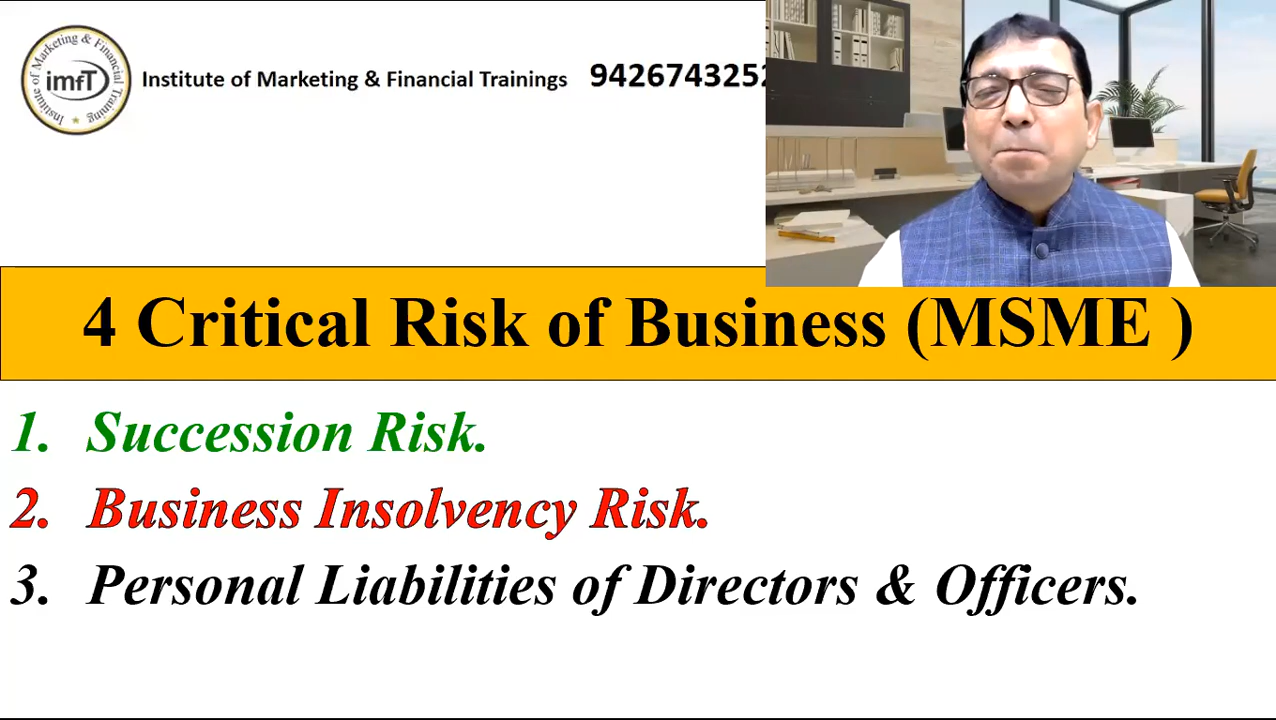 Institute of Marketing & Financial Training
imfT
Institute of Marketing & Financial Trainings 9426743252
4 Critical Risk of Business (MSME )
1. Succession Risk.
2. Business Insolvency Risk.
3. Personal Liabilities of Directors & Officers.